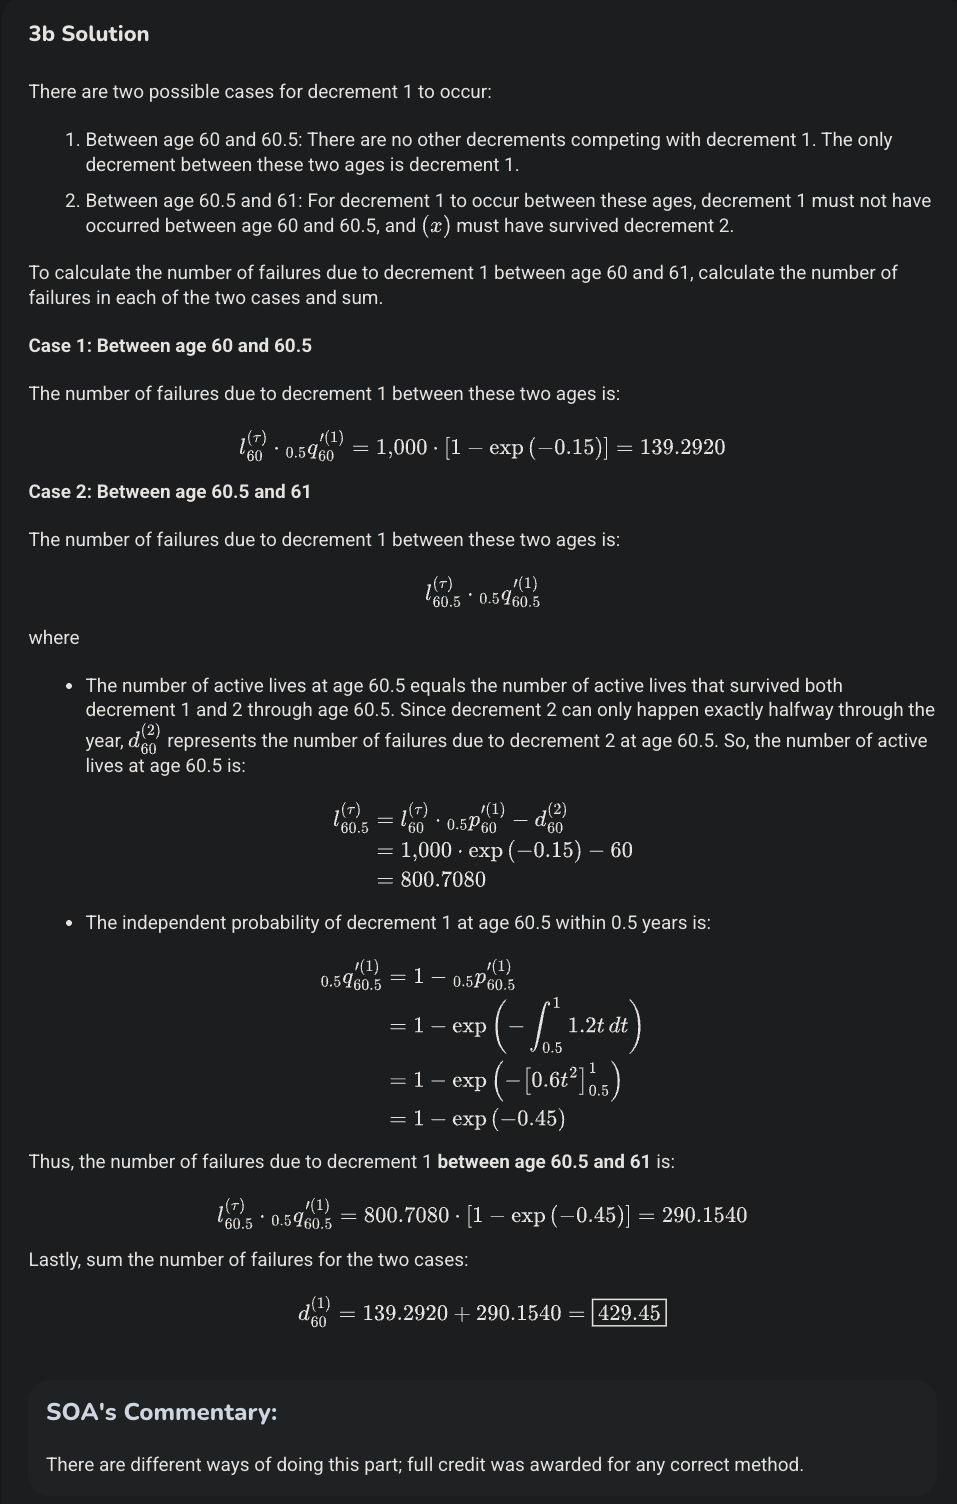 3b Solution
There are two possible cases for decrement 1 to occur:
1. Between age 60 and 60.5: There are no other decrements competing with decrement 1. The only
decrement between these two ages is decrement 1.
2. Between age 60.5 and 61: For decrement 1 to occur between these ages, decrement 1 must not have
occurred between age 60 and 60.5, and (x) must have survived decrement 2.
To calculate the number of failures due to decrement 1 between age 60 and 61, calculate the number of
failures in each of the two cases and sum.
Case 1: Between age 60 and 60.5
The number of failures due to decrement 1 between these two ages is:
$l_{60}^{(\tau)} \cdot {}_{0.5}q_{60}^{\prime(1)} = 1{,}000 \cdot [1 - \exp(-0.15)] = 139.2920$
Case 2: Between age 60.5 and 61
The number of failures due to decrement 1 between these two ages is:
$l_{60.5}^{(\tau)} \cdot {}_{0.5}q_{60.5}^{\prime(1)}$
where
• The number of active lives at age 60.5 equals the number of active lives that survived both
decrement 1 and 2 through age 60.5. Since decrement 2 can only happen exactly halfway through the
year, $d_{60}^{(2)}$ represents the number of failures due to decrement 2 at age 60.5. So, the number of active
lives at age 60.5 is:
$l_{60.5}^{(\tau)} = l_{60}^{(\tau)} \cdot {}_{0.5}p_{60}^{\prime(1)} - d_{60}^{(2)}$
$= 1{,}000 \cdot \exp(-0.15) - 60$
$= 800.7080$
• The independent probability of decrement 1 at age 60.5 within 0.5 years is:
${}_{0.5}q_{60.5}^{\prime(1)} = 1 - {}_{0.5}p_{60.5}^{\prime(1)}$
$= 1 - \exp\left(-\int_{0.5}^{1} 1.2t\,dt\right)$
$= 1 - \exp\left(-\left[0.6t^2\right]_{0.5}^{1}\right)$
$= 1 - \exp(-0.45)$
Thus, the number of failures due to decrement 1 between age 60.5 and 61 is:
$l_{60.5}^{(\tau)} \cdot {}_{0.5}q_{60.5}^{\prime(1)} = 800.7080 \cdot [1 - \exp(-0.45)] = 290.1540$
Lastly, sum the number of failures for the two cases:
$d_{60}^{(1)} = 139.2920 + 290.1540 = \boxed{429.45}$
SOA's Commentary:
There are different ways of doing this part; full credit was awarded for any correct method.